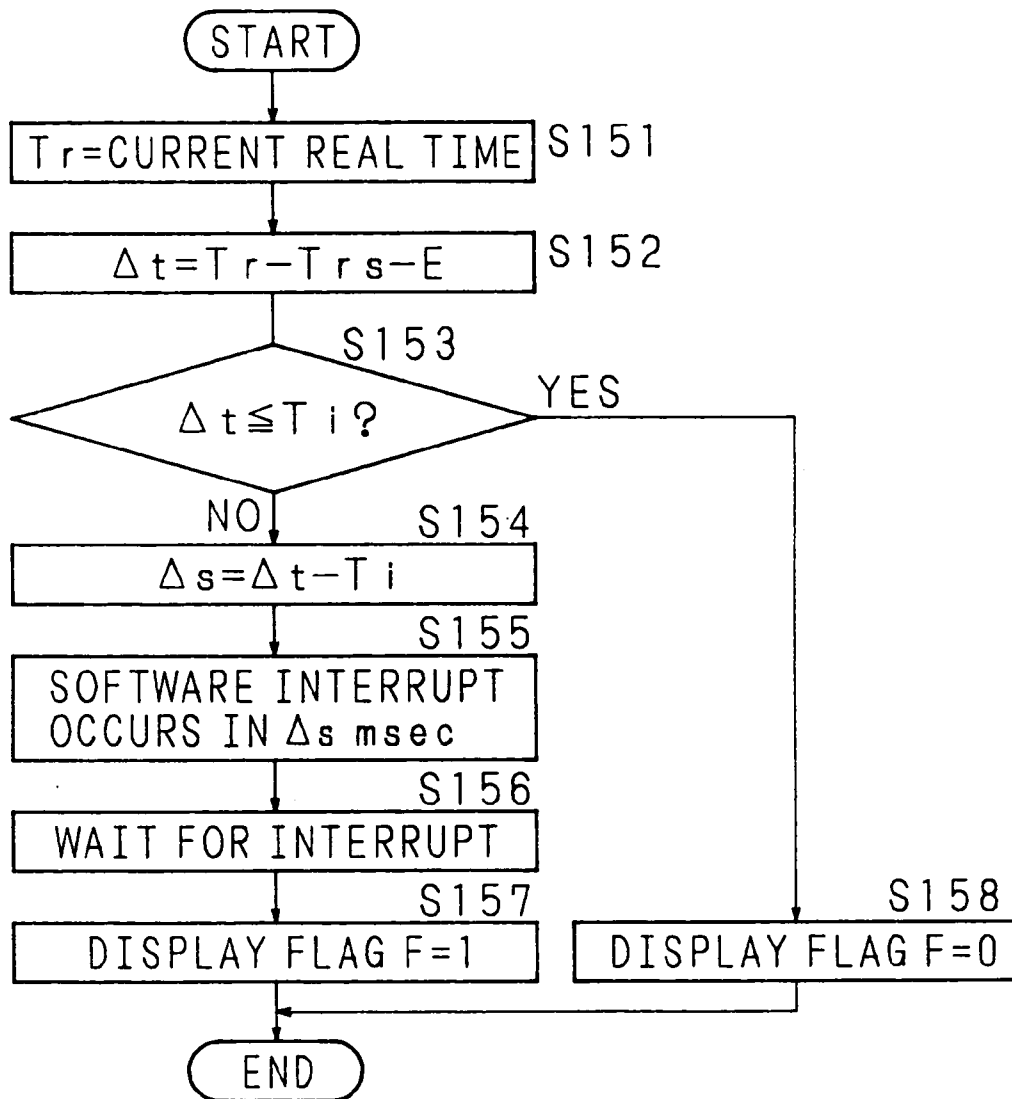 START
Tr=CURRENT REAL TIME
S151
Δt=Tr-Trs-E
S152
S153
Δt≦Ti?
YES
NO
S154
Δs=Δt-Ti
S155
SOFTWARE INTERRUPT
OCCURS IN Δs msec
S156
WAIT FOR INTERRUPT
S157
DISPLAY FLAG F=1
S158
DISPLAY FLAG F=0
END